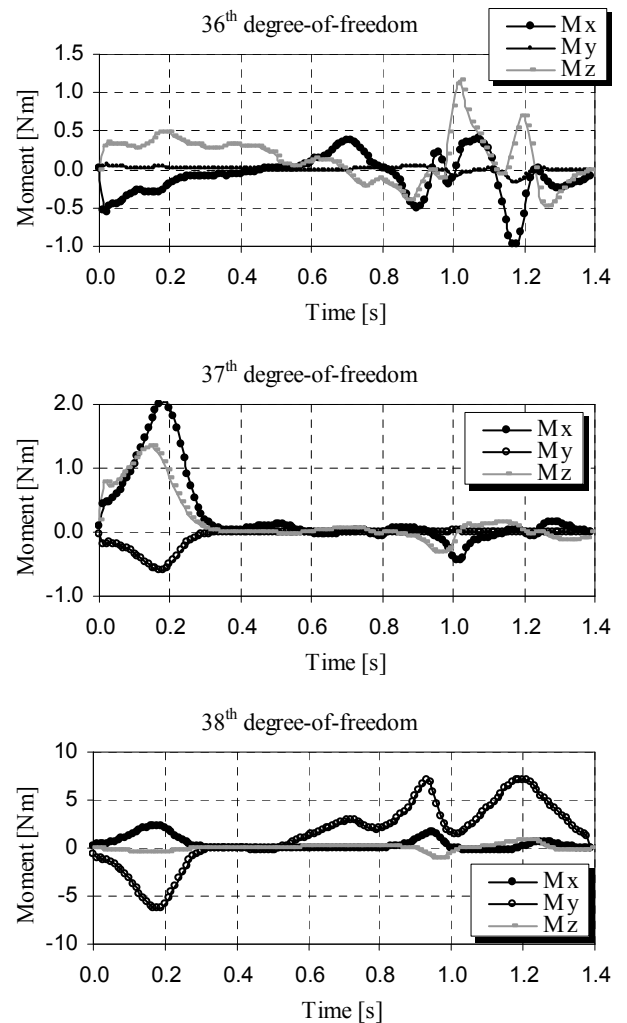 36th degree-of-freedom
Mx
My
Mz
Moment [Nm]
1.5
1.0
0.5
0.0
-0.5
-1.0
0.0 0.2 0.4 0.6 0.8 1.0 1.2 1.4
Time [s]
37th degree-of-freedom
Mx
My
Mz
Moment [Nm]
2.0
1.0
0.0
-1.0
0.0 0.2 0.4 0.6 0.8 1.0 1.2 1.4
Time [s]
38th degree-of-freedom
Moment [Nm]
10
5
0
-5
-10
Mx
My
Mz
0.0 0.2 0.4 0.6 0.8 1.0 1.2 1.4
Time [s]